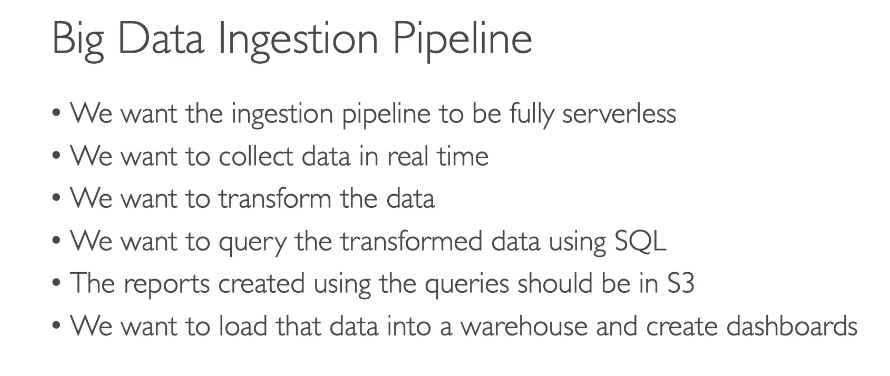 Big Data Ingestion Pipeline
• We want the ingestion pipeline to be fully serverless
• We want to collect data in real time
• We want to transform the data
• We want to query the transformed data using SQL
• The reports created using the queries should be in S3
• We want to load that data into a warehouse and create dashboards